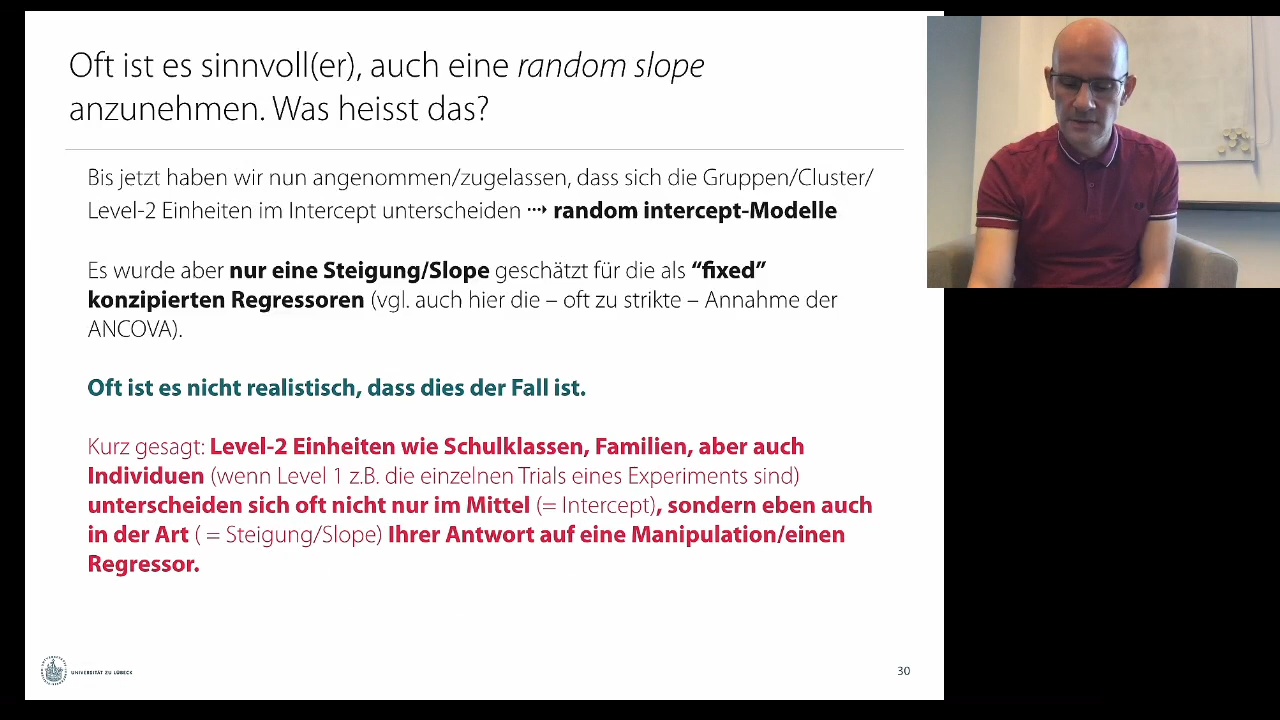 Oft ist es sinnvoll(er), auch eine random slope
anzunehmen. Was heisst das?
Bis jetzt haben wir nun angenommen/zugelassen, dass sich die Gruppen/Cluster/
Level-2 Einheiten im Intercept unterscheiden ⇢ random intercept-Modelle
Es wurde aber nur eine Steigung/Slope geschätzt für die als “fixed”
konzipierten Regressoren (vgl. auch hier die – oft zu strikte – Annahme der
ANCOVA).
Oft ist es nicht realistisch, dass dies der Fall ist.
Kurz gesagt: Level-2 Einheiten wie Schulklassen, Familien, aber auch
Individuen (wenn Level 1 z.B. die einzelnen Trials eines Experiments sind)
unterscheiden sich oft nicht nur im Mittel (= Intercept), sondern eben auch
in der Art ( = Steigung/Slope) Ihrer Antwort auf eine Manipulation/einen
Regressor.
UNIVERSITÄT ZU LÜBECK
30